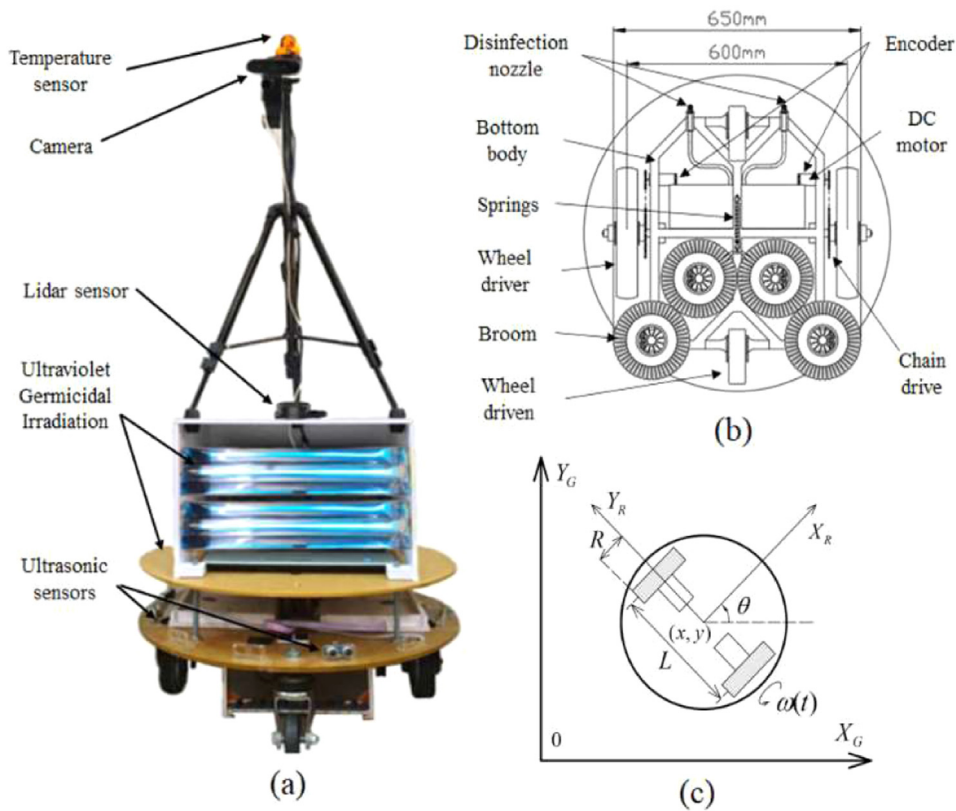 Temperature
sensor
Camera
Lidar sensor
Ultraviolet
Germicidal
Irradiation
Ultrasonic
sensors
(a)
650mm
600mm
Disinfection
nozzle
Encoder
Bottom
body
DC
motor
Springs
Wheel
driver
Broom
Wheel
driven
Chain
drive
(b)
Y_G
Y_R
X_R
R
θ
(x, y)
L
ω(t)
0
X_G
(c)